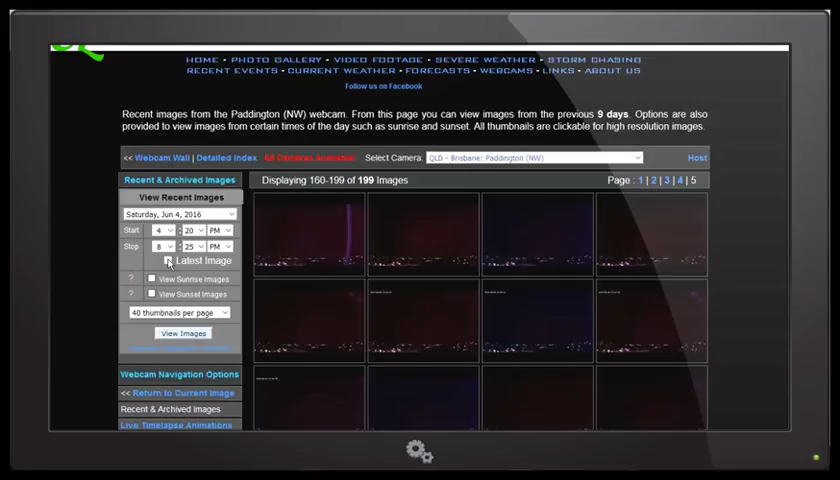 HOME • PHOTO GALLERY • VIDEO FOOTAGE • SEVERE WEATHER • STORM CHASING
RECENT EVENTS • CURRENT WEATHER • FORECASTS • WEBCAMS • LINKS • ABOUT US
Follow us on Facebook
Recent images from the Paddington (NW) webcam. From this page you can view images from the previous 9 days. Options are also
provided to view images from certain times of the day such as sunrise and sunset. All thumbnails are clickable for high resolution images.
<< Webcam Wall | Detailed Index
Select Camera: QLD - Brisbane: Paddington (NW)
Host
Recent & Archived Images
Displaying 160-199 of 199 Images
Page : 1 | 2 | 3 | 4 | 5
View Recent Images
Saturday, Jun 4, 2016
Start 4 : 20 PM
Stop 8 : 25 PM
Latest Image
? View Sunrise Images
? View Sunset Images
40 thumbnails per page
View Images
Webcam Navigation Options
<< Return to Current Image
Recent & Archived Images
Live Timelapse Animations